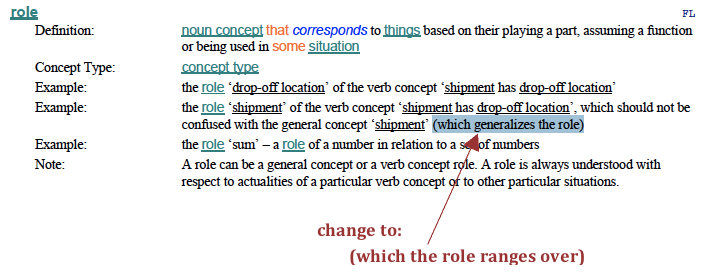 role FL
Definition: noun concept that corresponds to things based on their playing a part, assuming a function
or being used in some situation
Concept Type: concept type
Example: the role ‘drop-off location’ of the verb concept ‘shipment has drop-off location’
Example: the role ‘shipment’ of the verb concept ‘shipment has drop-off location’, which should not be
confused with the general concept ‘shipment’ (which generalizes the role)
Example: the role ‘sum’ – a role of a number in relation to a set of numbers
Note: A role can be a general concept or a verb concept role. A role is always understood with
respect to actualities of a particular verb concept or to other particular situations.
change to:
(which the role ranges over)